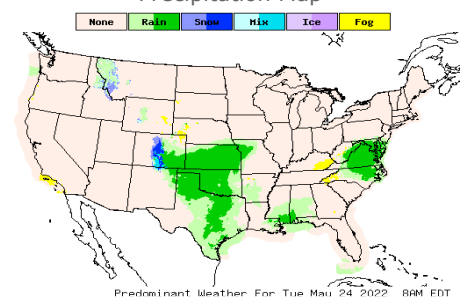 Precipitation Map
None Rain Snow Mix Ice Fog
Predominant Weather For Tue May 24 2022 8AM EDT